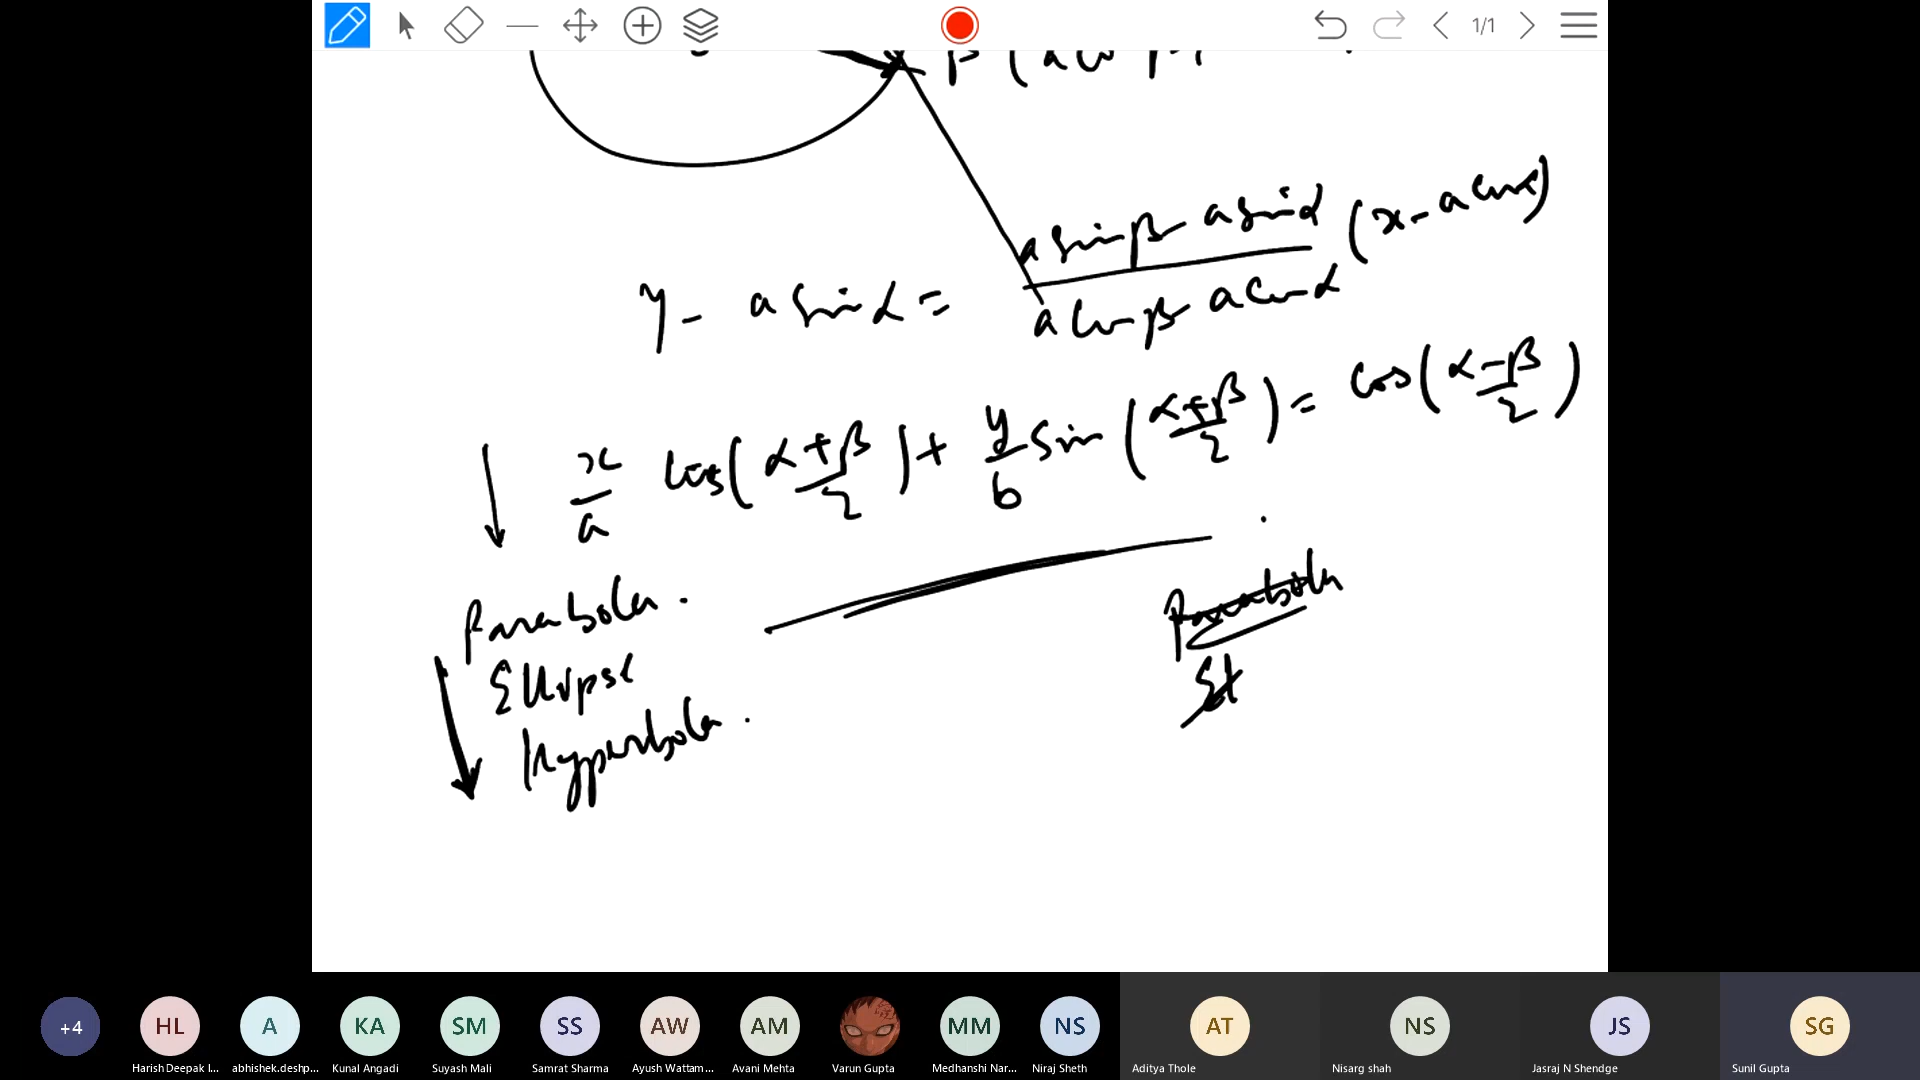 1/1
y - a sinα = a sinβ - a sinα / a cosβ - a cosα (x - a cosα)
x/a cos(α+β/2) + y/b sin(α+β/2) = cos(α-β/2)
Parabola.
Parabola
Ellipse
St
Hyperbola.
+4 HL A KA SM SS AW AM MM NS AT NS JS SG
Harish Deepak I... abhishek.deshp... Kunal Angadi Suyash Mali Samrat Sharma Ayush Wattam... Avani Mehta Varun Gupta Medhanshi Nar... Niraj Sheth Aditya Thole Nisarg shah Jasraj N Shendge Sunil Gupta